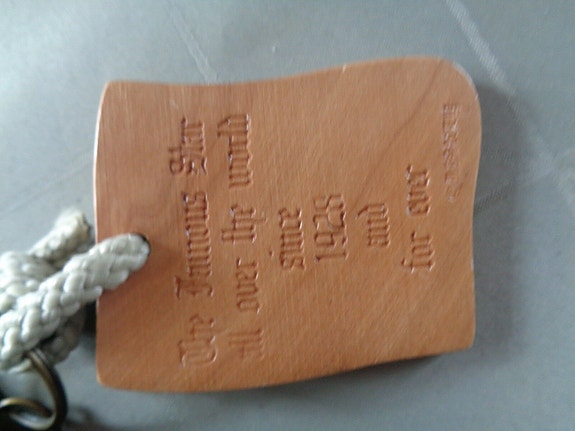 The Famous Star
all over the world
since
1928
and
for ever